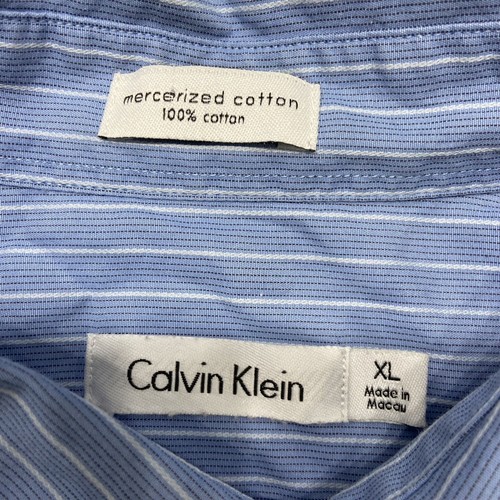 mercerized cotton
100% cotton
Calvin Klein
XL
Made in
Macau